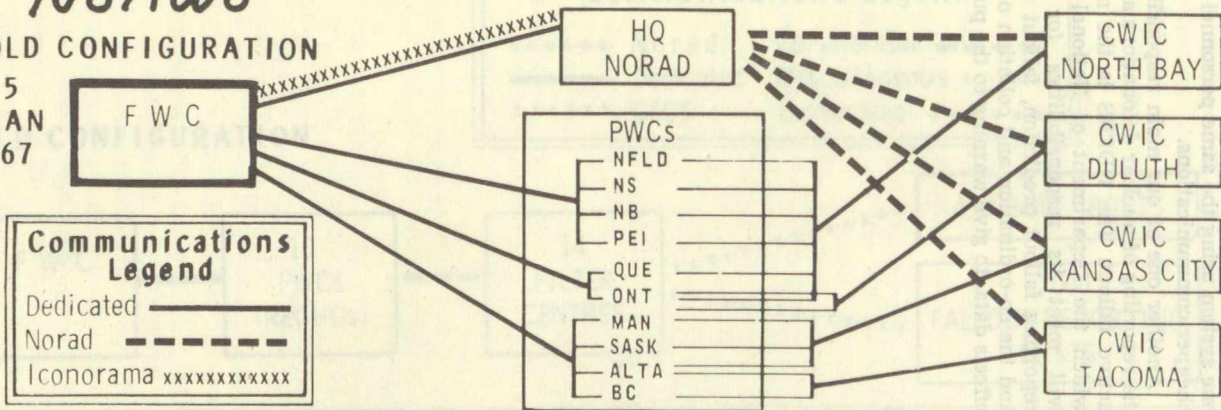 OLD CONFIGURATION
5
AN
67
F W C
Communications
Legend
Dedicated
Norad
Iconorama xxxxxxxxxxxx
HQ
NORAD
PWCs
NFLD
NS
NB
PEI
QUE
ONT
MAN
SASK
ALTA
BC
CWIC
NORTH BAY
CWIC
DULUTH
CWIC
KANSAS CITY
CWIC
TACOMA